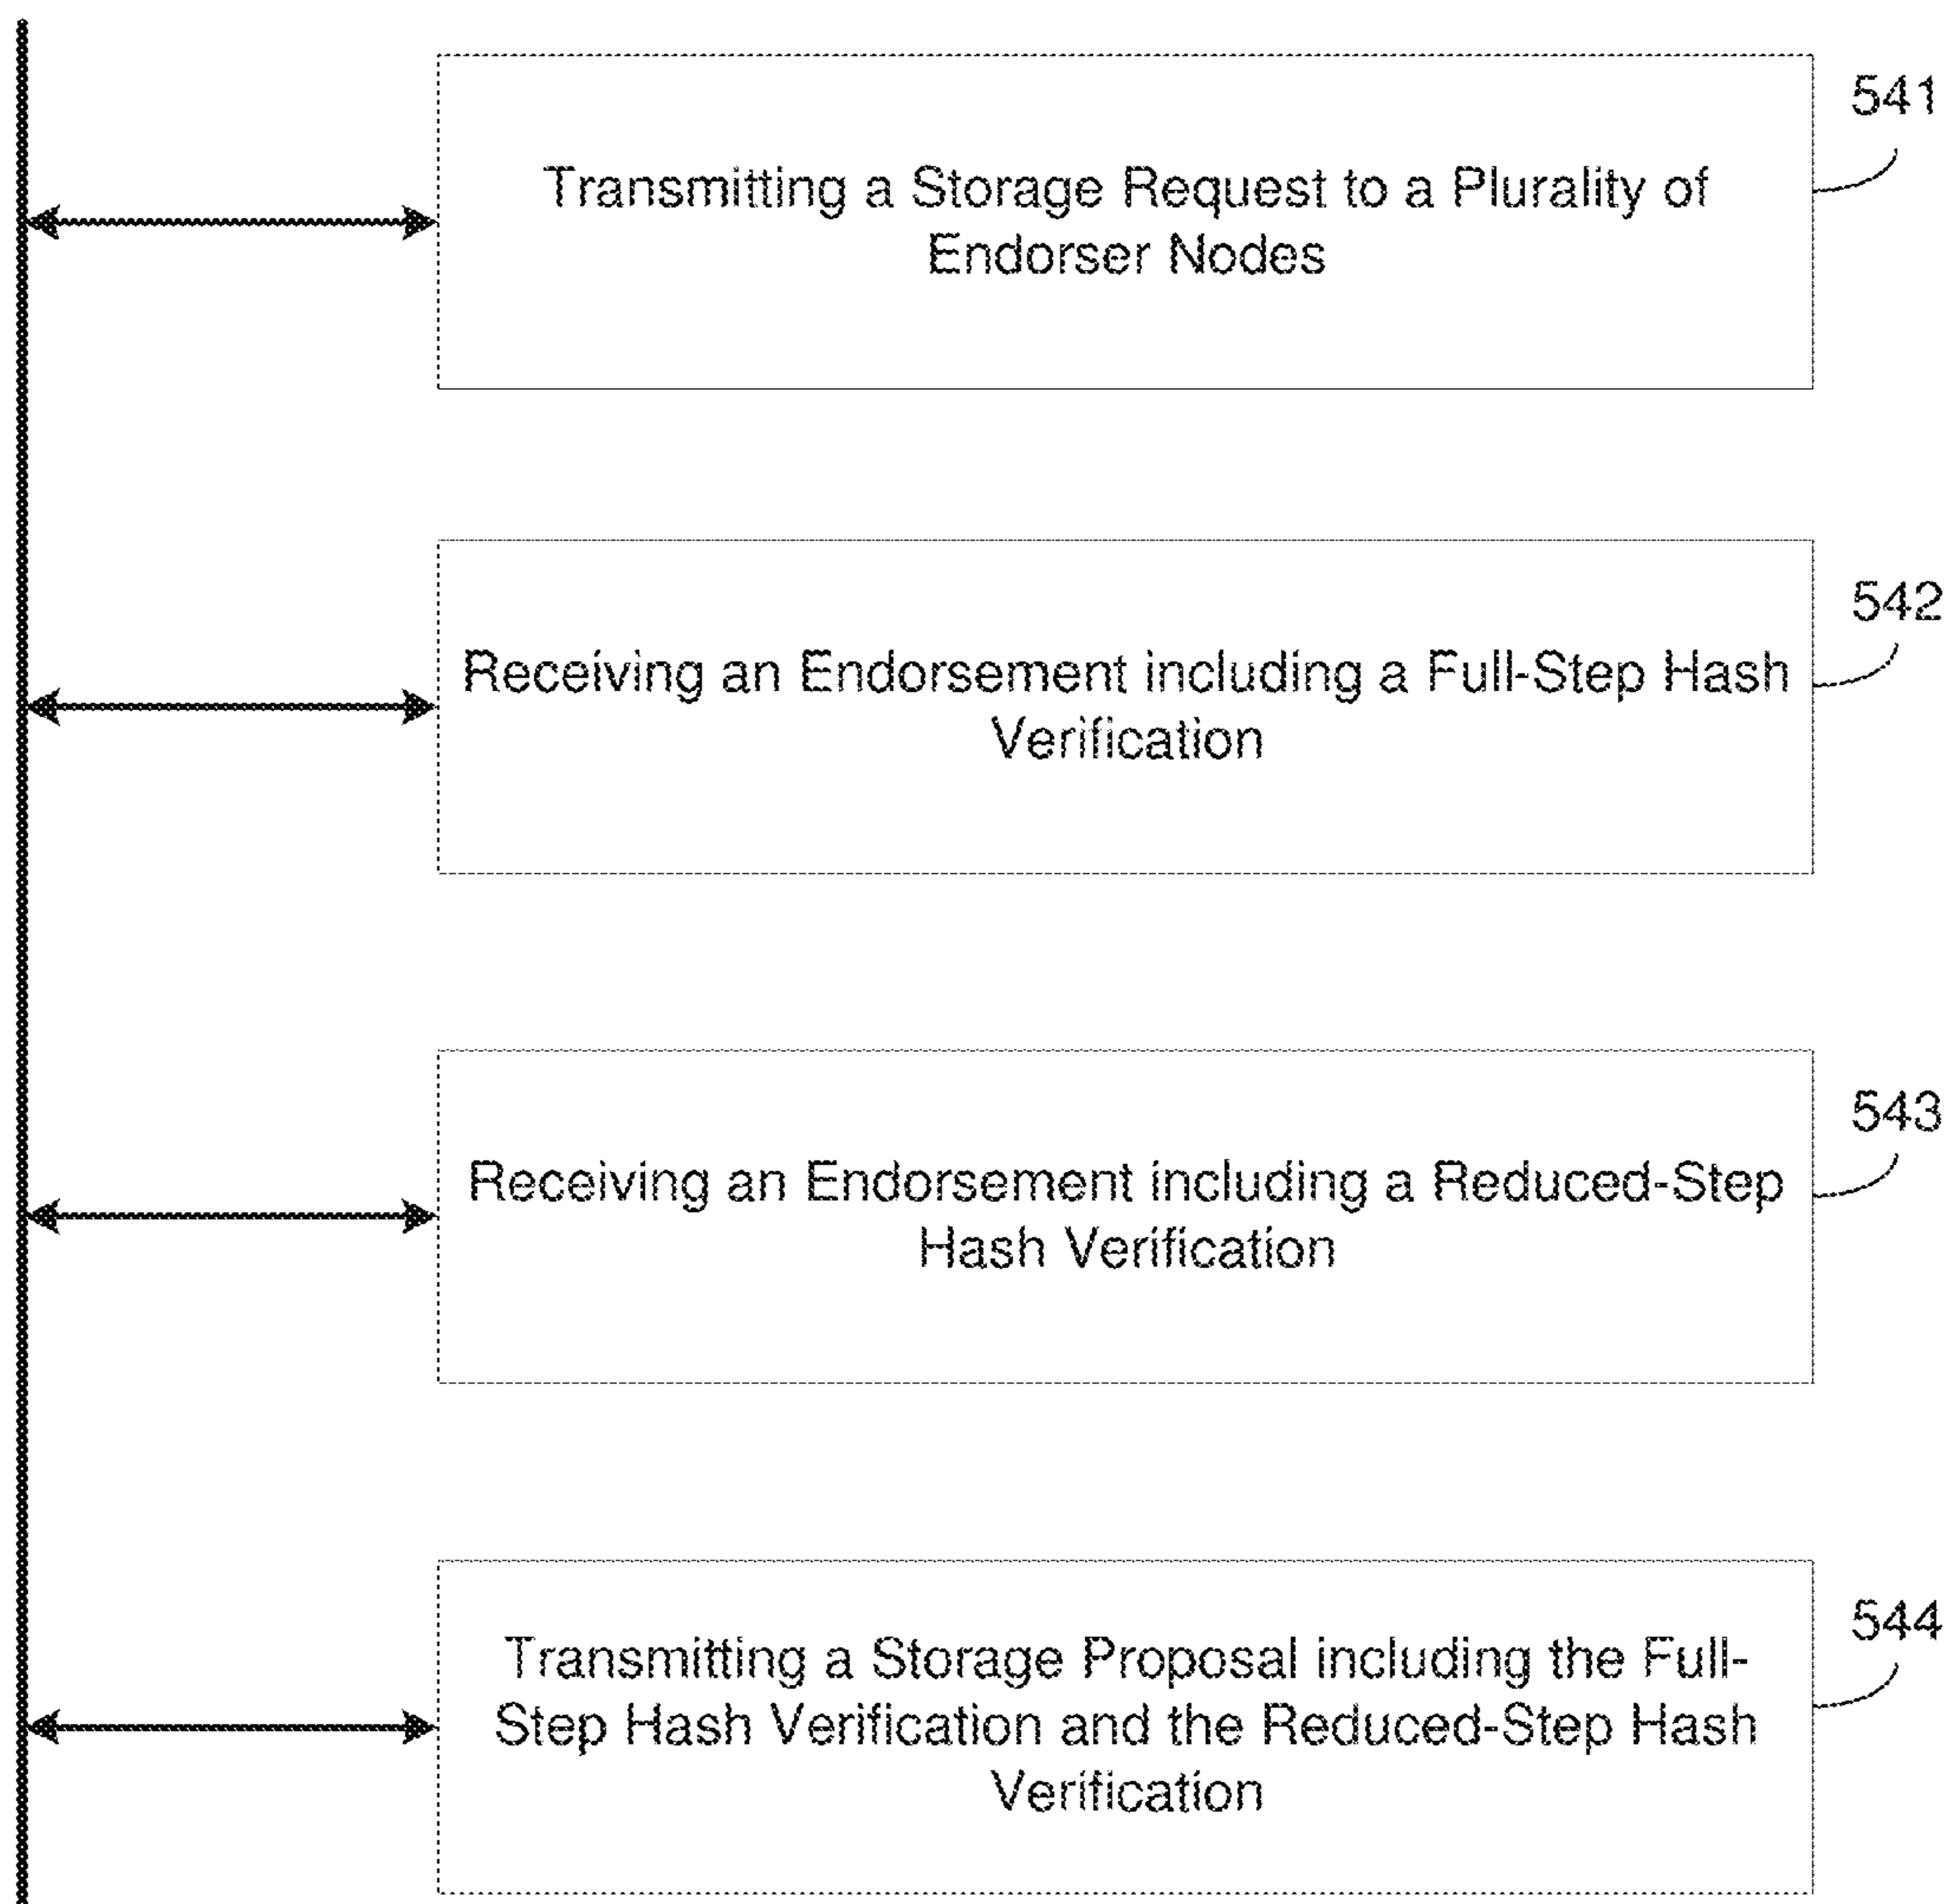 541
Transmitting a Storage Request to a Plurality of
Endorser Nodes
542
Receiving an Endorsement including a Full-Step Hash
Verification
543
Receiving an Endorsement including a Reduced-Step
Hash Verification
544
Transmitting a Storage Proposal including the Full-
Step Hash Verification and the Reduced-Step Hash
Verification